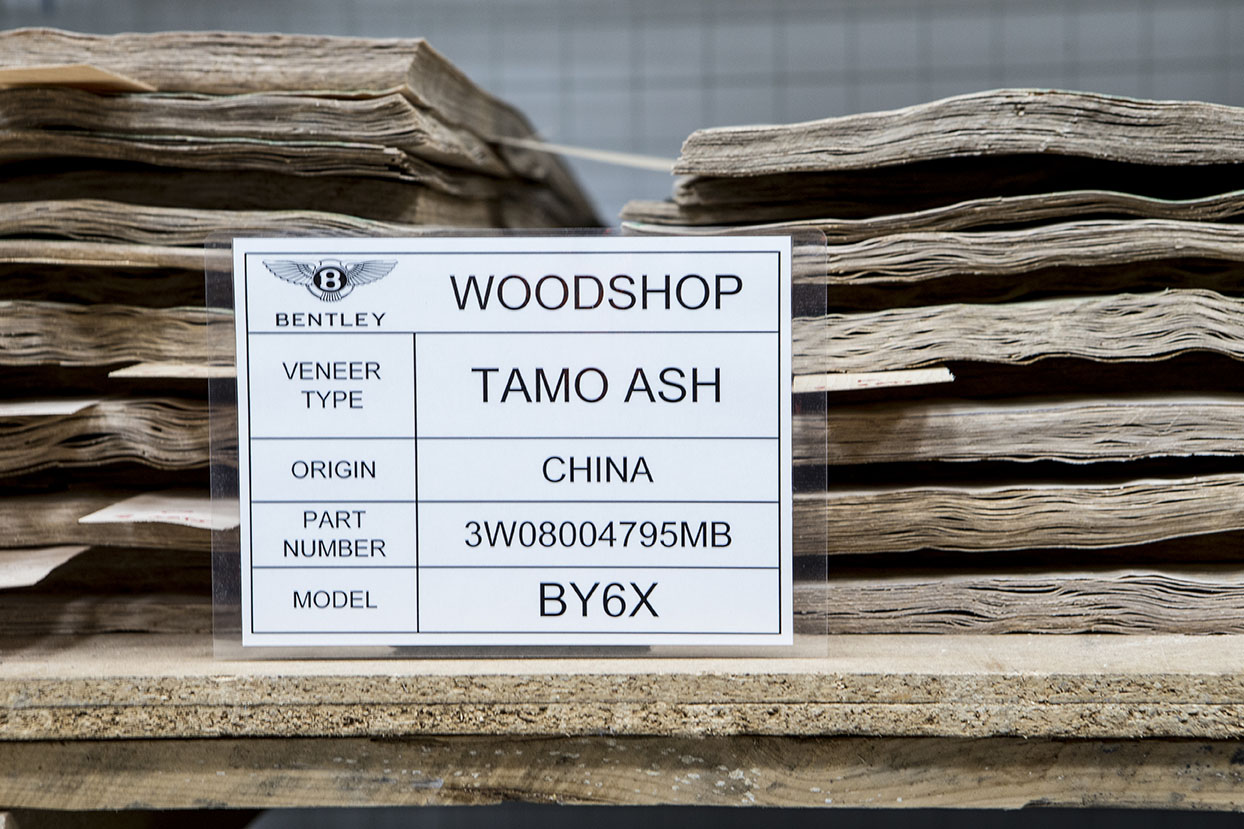 B
BENTLEY
WOODSHOP
VENEER
TYPE
TAMO ASH
ORIGIN
CHINA
PART
NUMBER
3W08004795MB
MODEL
BY6X